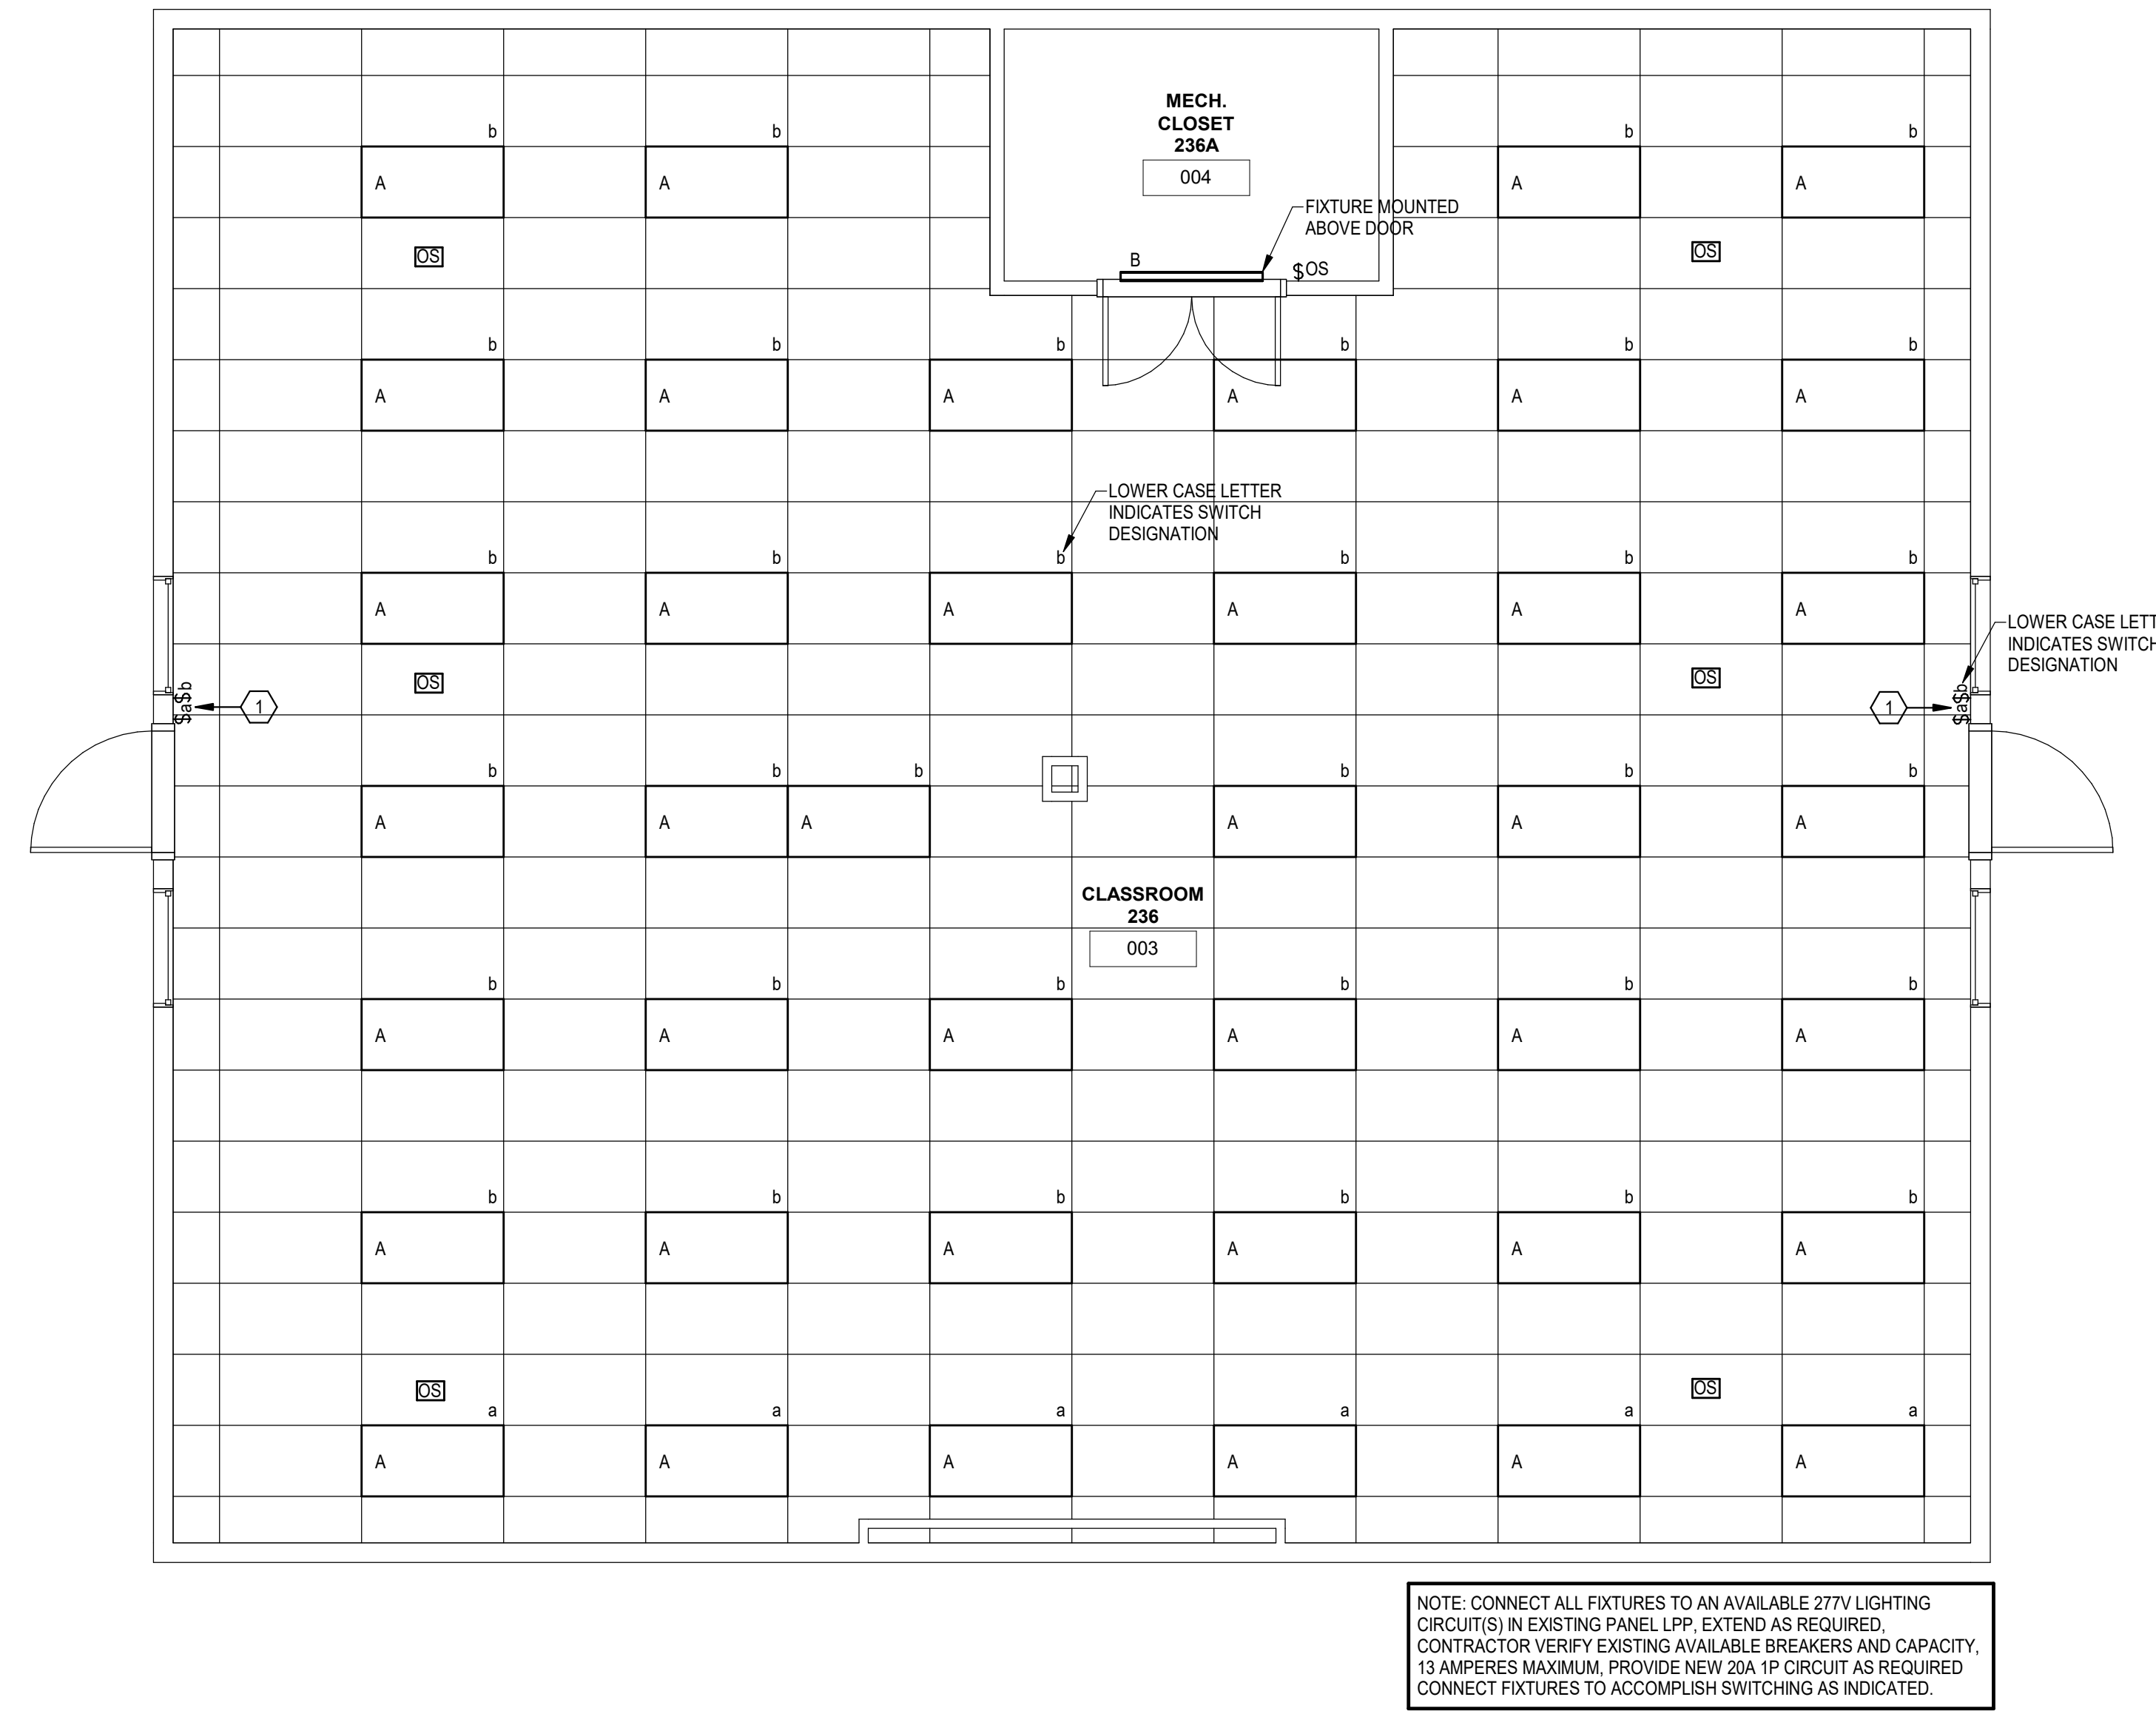 MECH.
CLOSET
236A
004
b b b b
A A A A
FIXTURE MOUNTED
ABOVE DOOR
OS OS
B $OS
b b b b b b
A A A A A A
LOWER CASE LETTER
INDICATES SWITCH
DESIGNATION
b b b b b b
A A A A A A
LOWER CASE LETT
INDICATES SWITCH
DESIGNATION
OS OS
$a$b 1 1 $a$b
b b b b b b
A A A A A A
CLASSROOM
236
003
b b b b b b
A A A A A A
b b b b b b
A A A A A A
OS OS
a a a a a a
A A A A A A
NOTE: CONNECT ALL FIXTURES TO AN AVAILABLE 277V LIGHTING
CIRCUIT(S) IN EXISTING PANEL LPP, EXTEND AS REQUIRED,
CONTRACTOR VERIFY EXISTING AVAILABLE BREAKERS AND CAPACITY,
13 AMPERES MAXIMUM, PROVIDE NEW 20A 1P CIRCUIT AS REQUIRED
CONNECT FIXTURES TO ACCOMPLISH SWITCHING AS INDICATED.